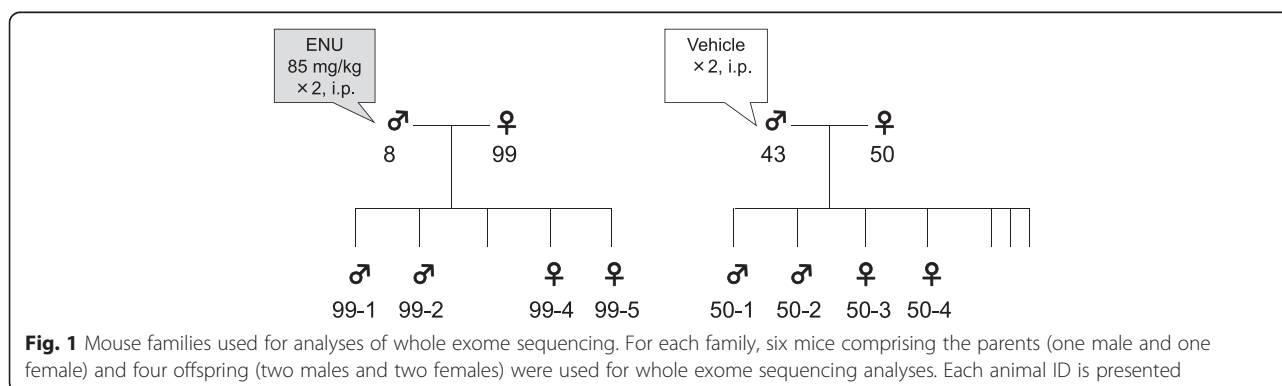 ENU
85 mg/kg
×2, i.p.
Vehicle
×2, i.p.
♂ ♀
8 99
♂ ♀
43 50
♂ ♂ ♀ ♀
99-1 99-2 99-4 99-5
♂ ♂ ♀ ♀
50-1 50-2 50-3 50-4
Fig. 1 Mouse families used for analyses of whole exome sequencing. For each family, six mice comprising the parents (one male and one
female) and four offspring (two males and two females) were used for whole exome sequencing analyses. Each animal ID is presented